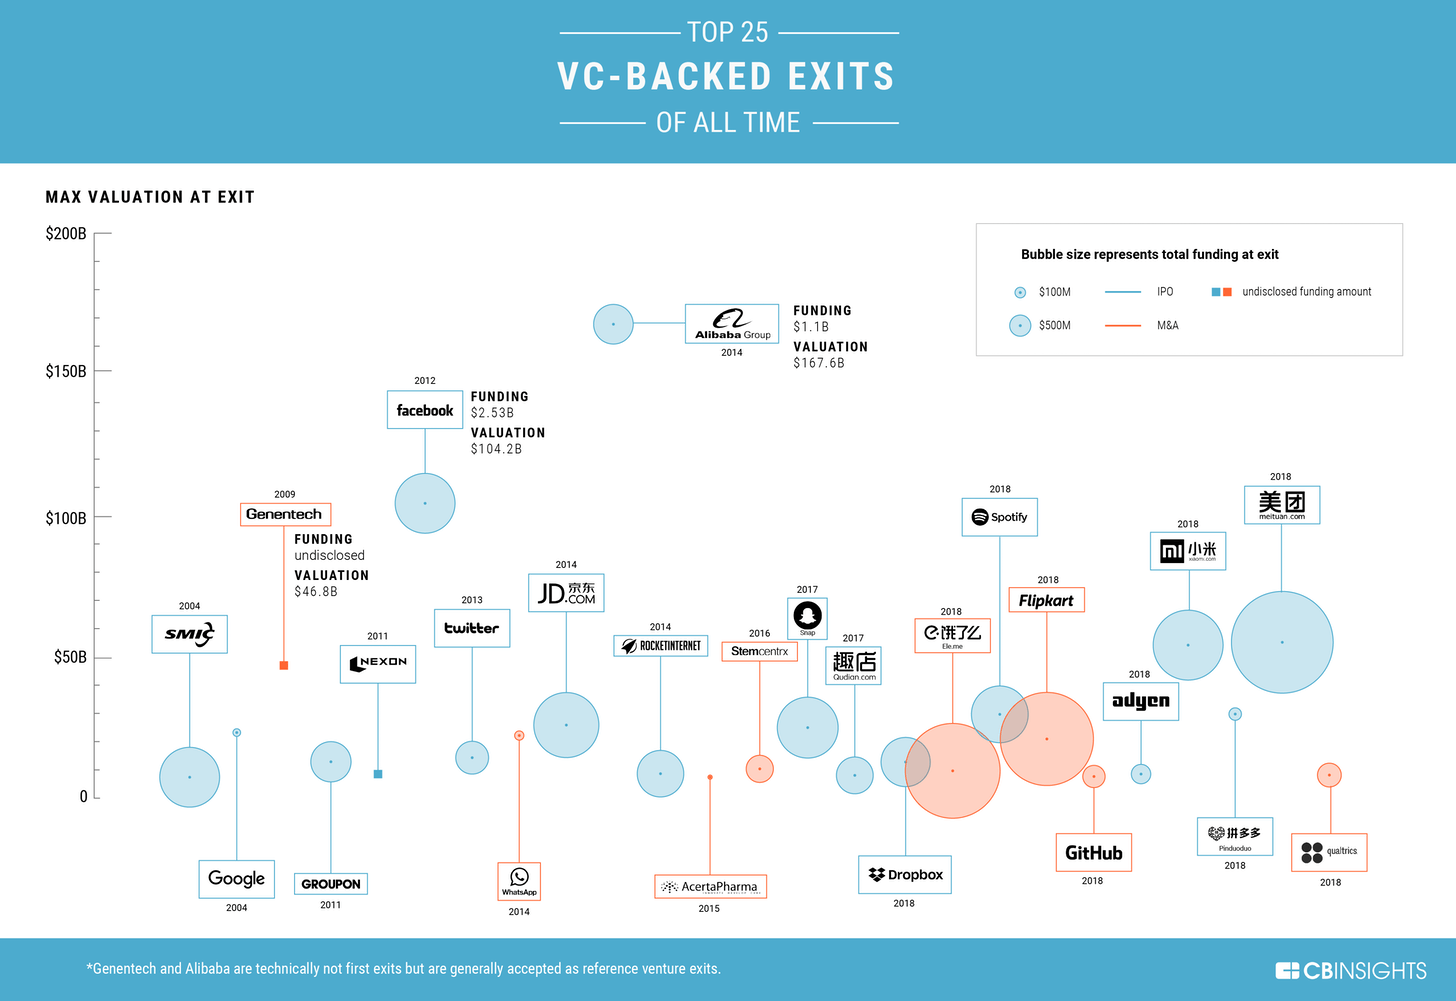 TOP 25
VC-BACKED EXITS
OF ALL TIME
MAX VALUATION AT EXIT
$200B
$150B
$100B
$50B
0
Bubble size represents total funding at exit
$100M
IPO
undisclosed funding amount
$500M
M&A
Alibaba Group
2014
FUNDING
$1.1B
VALUATION
$167.6B
2012
facebook
FUNDING
$2.53B
VALUATION
$104.2B
2009
Genentech
FUNDING
undisclosed
VALUATION
$46.8B
2004
SMIC
Google
2004
GROUPON
2011
2011
NEXON
2013
twitter
WhatsApp
2014
2014
JD.京东
.COM
2014
ROCKETINTERNET
AcertaPharma
2015
2016
Stemcentrx
2017
Snap
2017
趣店
Qudian.com
Dropbox
2018
2018
饿了么
Ele.me
2018
Spotify
2018
Flipkart
GitHub
2018
2018
adyen
2018
小米
xiaomi.com
拼多多
Pinduoduo
2018
2018
美团
meituan.com
qualtrics
2018
*Genentech and Alibaba are technically not first exits but are generally accepted as reference venture exits.
CBINSIGHTS